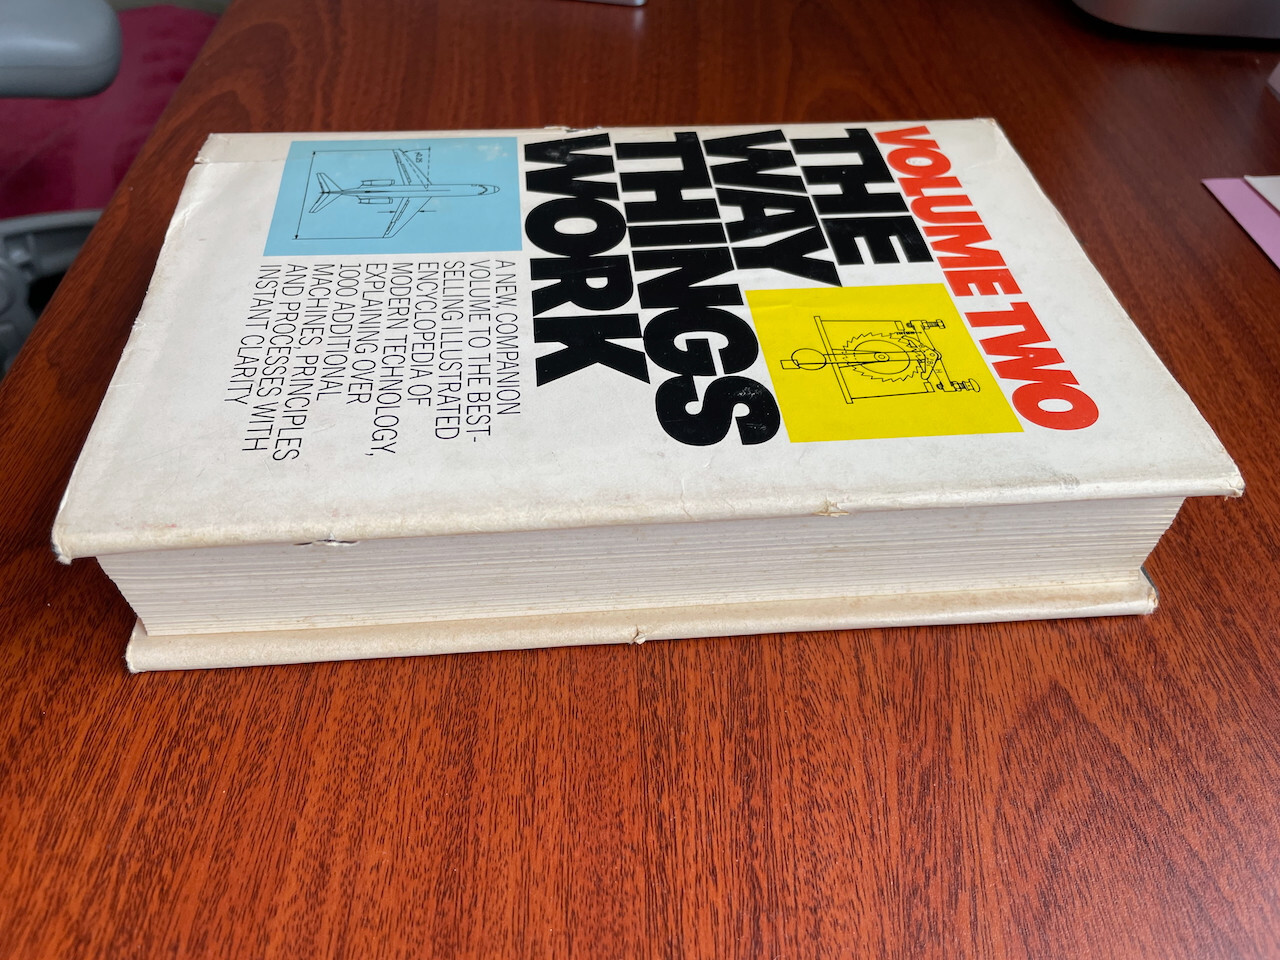 VOLUME TWO
THE
WAY
THINGS
WORK
A NEW, COMPANION
VOLUME TO THE BEST-
SELLING ILLUSTRATED
ENCYCLOPEDIA OF
MODERN TECHNOLOGY,
EXPLAINING OVER
1000 ADDITIONAL
MACHINES, PRINCIPLES
AND PROCESSES WITH
INSTANT CLARITY